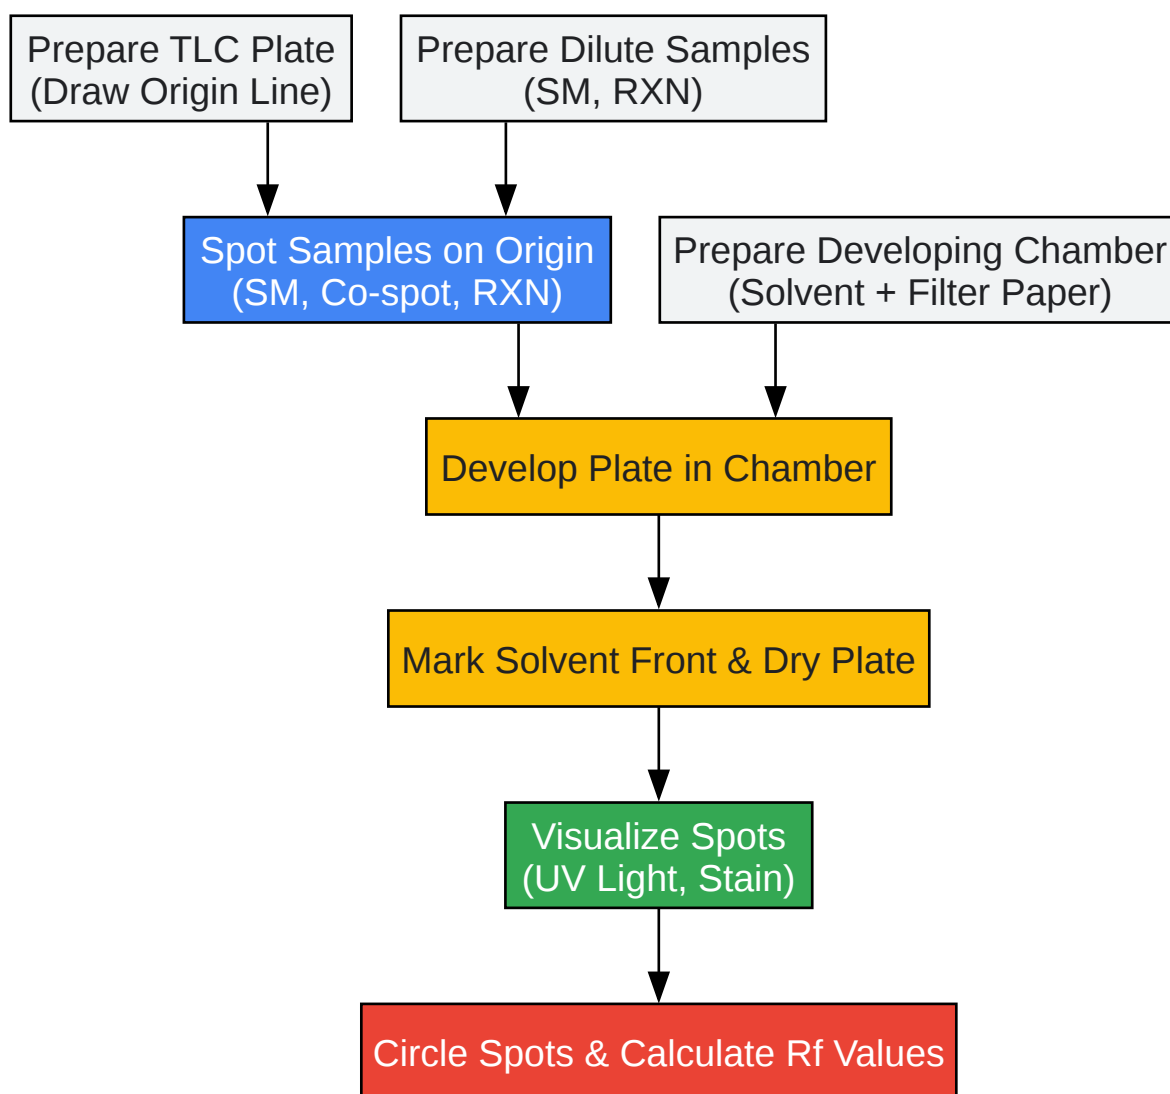 Prepare TLC Plate
(Draw Origin Line)
Prepare Dilute Samples
(SM, RXN)
Spot Samples on Origin
(SM, Co-spot, RXN)
Prepare Developing Chamber
(Solvent + Filter Paper)
Develop Plate in Chamber
Mark Solvent Front & Dry Plate
Visualize Spots
(UV Light, Stain)
Circle Spots & Calculate Rf Values